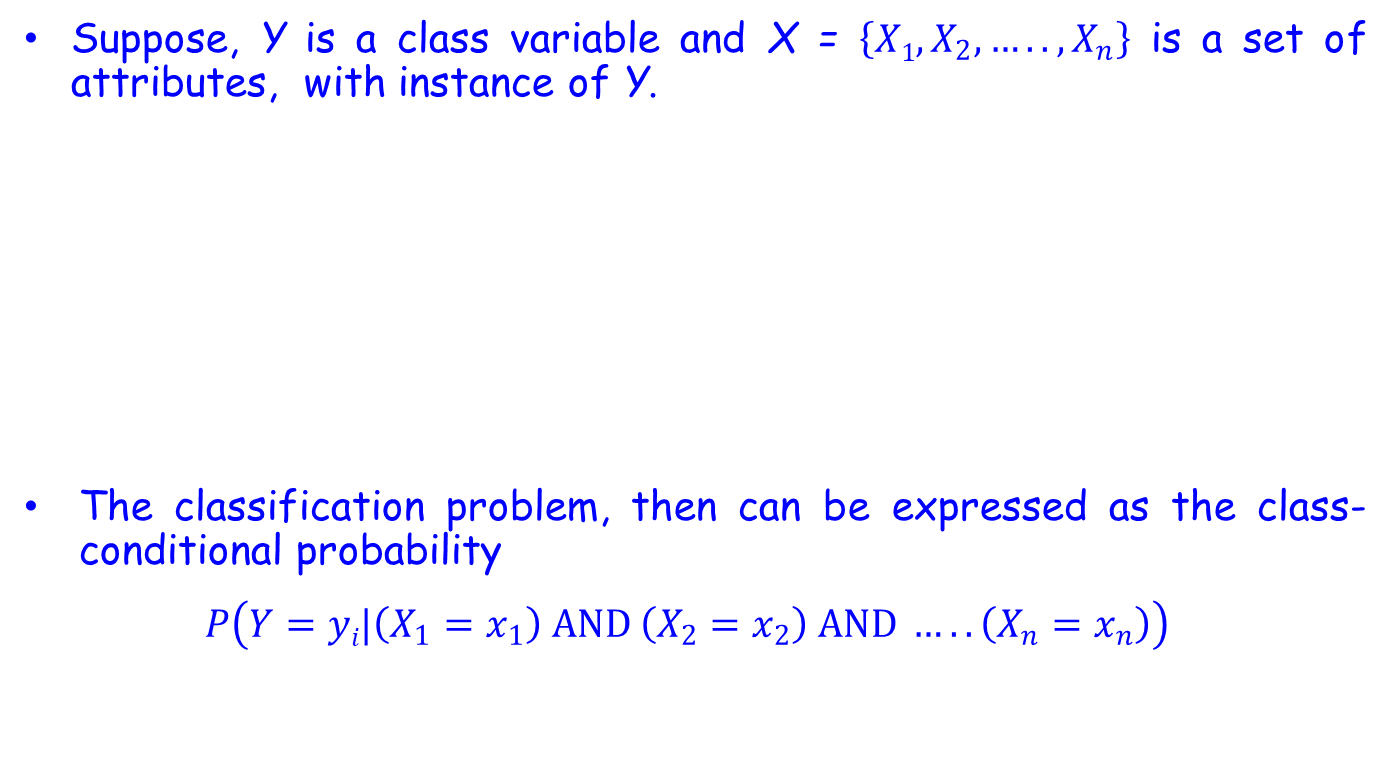 • Suppose, Y is a class variable and X = {X₁, X₂, … . . , Xₙ} is a set of
attributes, with instance of Y.
• The classification problem, then can be expressed as the class-
conditional probability
P(Y = yᵢ|(X₁ = x₁) AND (X₂ = x₂) AND … . . (Xₙ = xₙ))